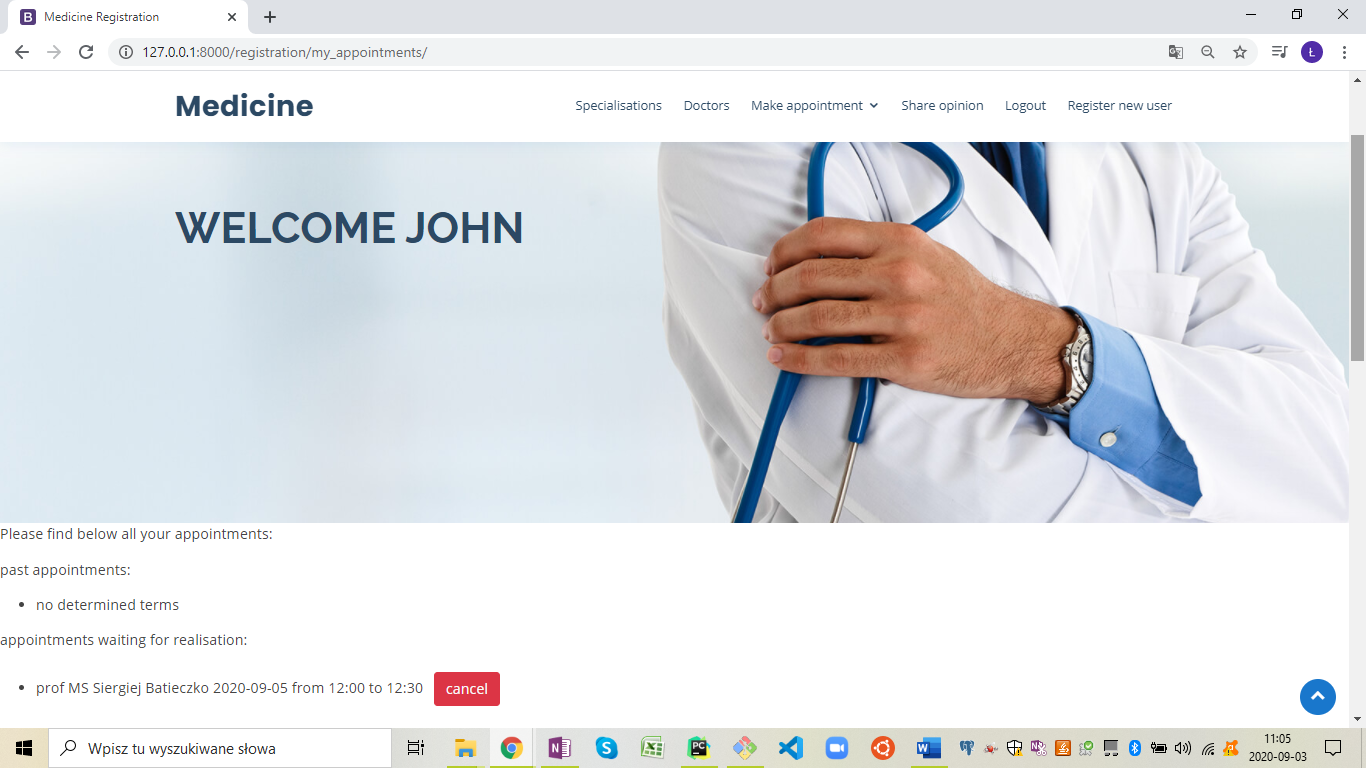 Medicine Registration
127.0.0.1:8000/registration/my_appointments/
Ł
Medicine
Specialisations Doctors Make appointment Share opinion Logout Register new user
WELCOME JOHN
Please find below all your appointments:
past appointments:
• no determined terms
appointments waiting for realisation:
• prof MS Siergiej Batieczko 2020-09-05 from 12:00 to 12:30 cancel
Wpisz tu wyszukiwane słowa
11:05
2020-09-03